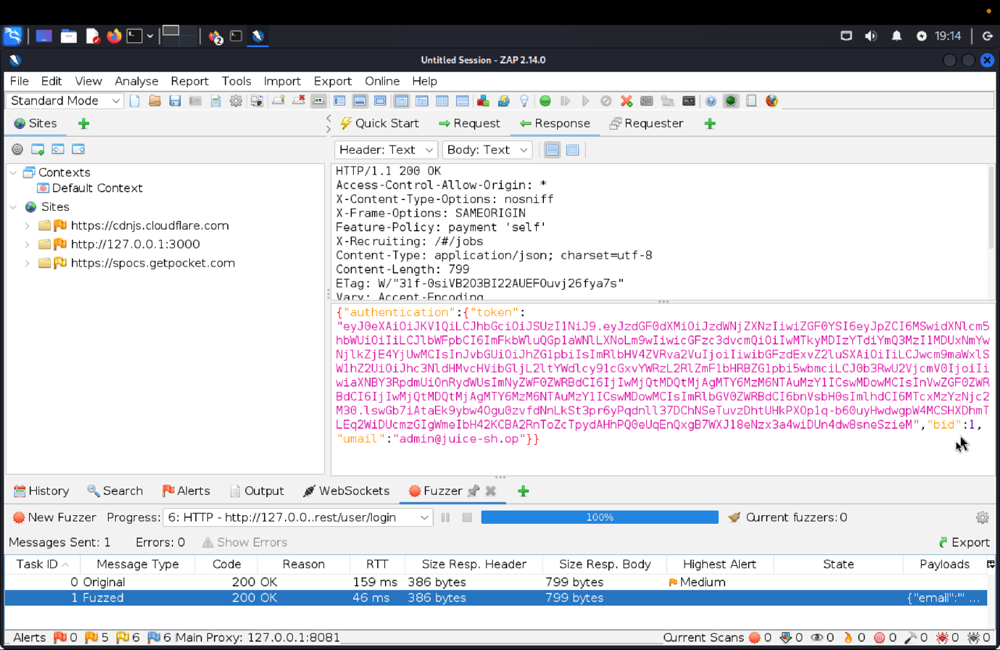 2
19:14
Untitled Session - ZAP 2.14.0
File Edit View Analyse Report Tools Import Export Online Help
Standard Mode
Sites
Quick Start Request Response Requester
Header: Text Body: Text
Contexts
Default Context
Sites
https://cdnjs.cloudflare.com
http://127.0.0.1:3000
https://spocs.getpocket.com
HTTP/1.1 200 OK
Access-Control-Allow-Origin: *
X-Content-Type-Options: nosniff
X-Frame-Options: SAMEORIGIN
Feature-Policy: payment 'self'
X-Recruiting: /#/jobs
Content-Type: application/json; charset=utf-8
Content-Length: 799
ETag: W/"31f-0siVB2O3BI22AUEFOuvj26fya7s"
Vary: Accept-Encoding
{"authentication":{"token":
"eyJ0eXAiOiJKV1QiLCJhbGciOiJSUzI1NiJ9.eyJzdGF0dXMiOiJzdWNjZXNzIiwiZGF0YSI6eyJpZCI6MSwidXNlcm5
hbWUiOiIiLCJlbWFpbCI6ImFkbWluQGp1aWNlLXNoLm9wIiwicGFzc3dvcmQiOiIwMTkyMDIzYTdiYmQ3MzI1MDUxNmYw
NjlkZjE4YjUwMCIsInJvbGUiOiJhZG1pbiIsImRlbHV4ZVRva2VuIjoiIiwibGFzdExvZ2luSXAiOiIiLCJwcm9maWxlS
W1hZ2UiOiJhc3NldHMvcHVibGljL2ltYWdlcy91cGxvYWRzL2RlZmF1bHRBZG1pbi5wbmciLCJ0b3RwU2VjcmV0IjoiIi
wiaXNBY3RpdmUiOnRydWUsImNyZWF0ZWRBdCI6IjIwMjQtMDQtMjAgMTY6MzM6NTAuMzY1ICswMDowMCIsInVwZGF0ZWR
BdCI6IjIwMjQtMDQtMjAgMTY6MzM6NTAuMzY1ICswMDowMCIsImRlbGV0ZWRBdCI6bnVsbH0sImlhdCI6MTcxMzYzNjc2
M30.lswGb7iAtaEk9ybw4Ogu0zvfdNnLkSt3pr6yPqdnll37DChNSeTuvzDhtUHkPXOp1q-b60uyHwdwgpW4MCSHXDhmT
LEq2WiDUcmzGIgWmeIbH42KCBA2RnToZcTpydAHhPQ0eUqEnQxgB7WXJ18eNzx3a4wiDUn4dw8sneSzieM","bid":1,
"umail":"admin@juice-sh.op"}}
History Search Alerts Output WebSockets Fuzzer
New Fuzzer Progress: 6: HTTP - http://127.0.0..rest/user/login 100% Current fuzzers: 0
Messages Sent: 1 Errors: 0 Show Errors Export
Task ID Message Type Code Reason RTT Size Resp. Header Size Resp. Body Highest Alert State Payloads
0 Original 200 OK 159 ms 386 bytes 799 bytes Medium
1 Fuzzed 200 OK 46 ms 386 bytes 799 bytes {"email":"' ...
Alerts 0 5 6 6 Main Proxy: 127.0.0.1:8081 Current Scans 0 0 0 0 0 0 0 0